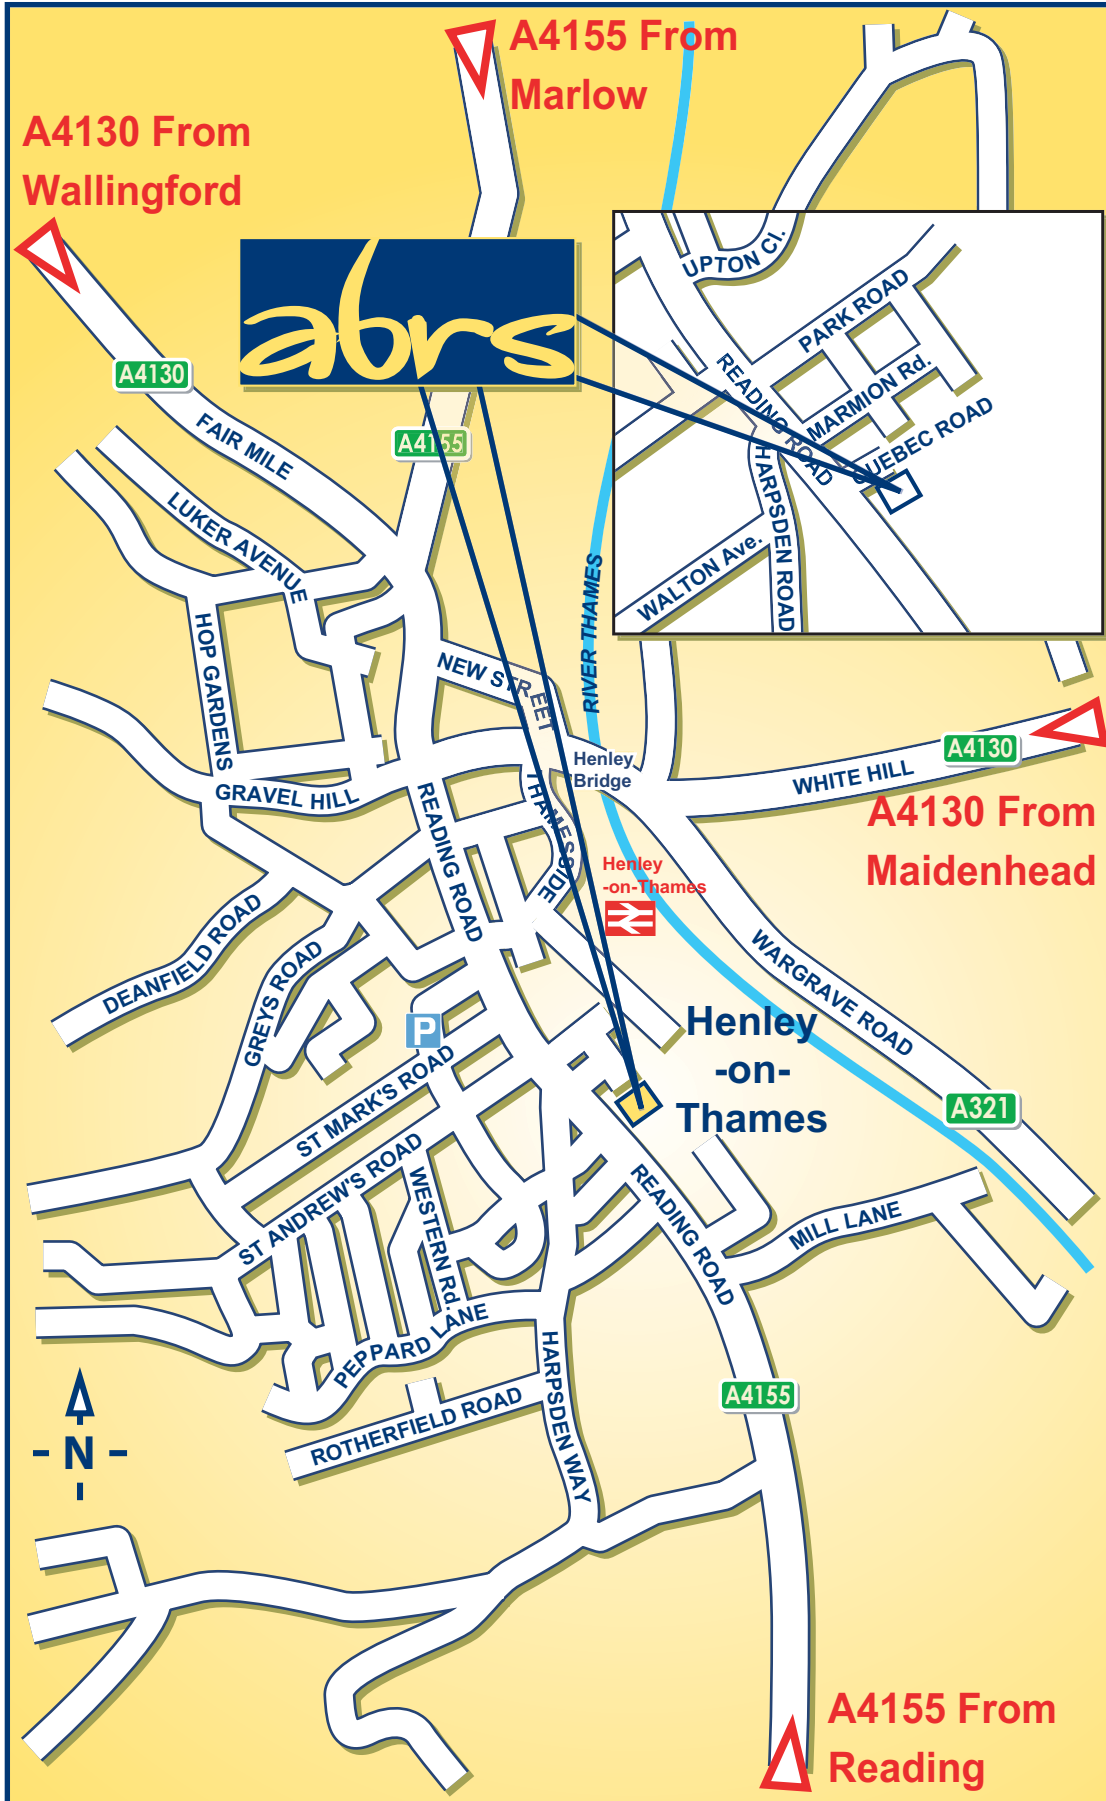 A4155 From
Marlow
A4130 From
Wallingford
abrs
A4130
A4155
FAIR MILE
LUKER AVENUE
HOP GARDENS
NEW STREET
RIVER THAMES
UPTON Cl.
PARK ROAD
READING ROAD
MARMION Rd.
QUEBEC ROAD
HARPSDEN ROAD
WALTON Ave.
Henley
Bridge
A4130
WHITE HILL
A4130 From
Maidenhead
GRAVEL HILL
READING ROAD
THAMES SIDE
Henley
-on-Thames
DEANFIELD ROAD
GREYS ROAD
WARGRAVE ROAD
P
Henley
-on-
Thames
A321
ST MARK'S ROAD
ST ANDREW'S ROAD
WESTERN Rd.
READING ROAD
MILL LANE
PEPPARD LANE
HARPSDEN WAY
ROTHERFIELD ROAD
A4155
- N -
A4155 From
Reading